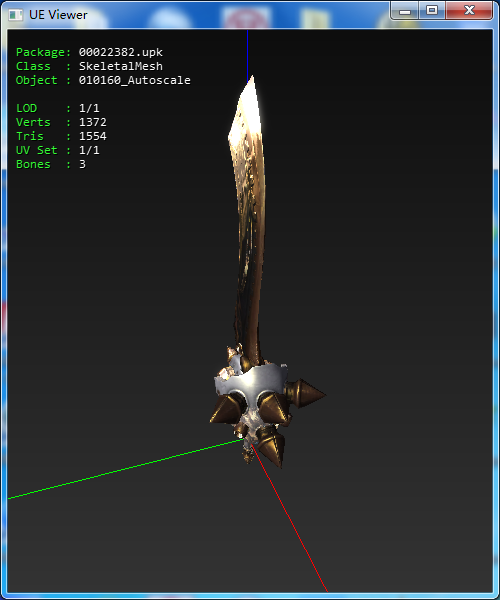 UE Viewer
Package: 00022382.upk
Class  : SkeletalMesh
Object : 010160_Autoscale
LOD    : 1/1
Verts  : 1372
Tris   : 1554
UV Set : 1/1
Bones  : 3